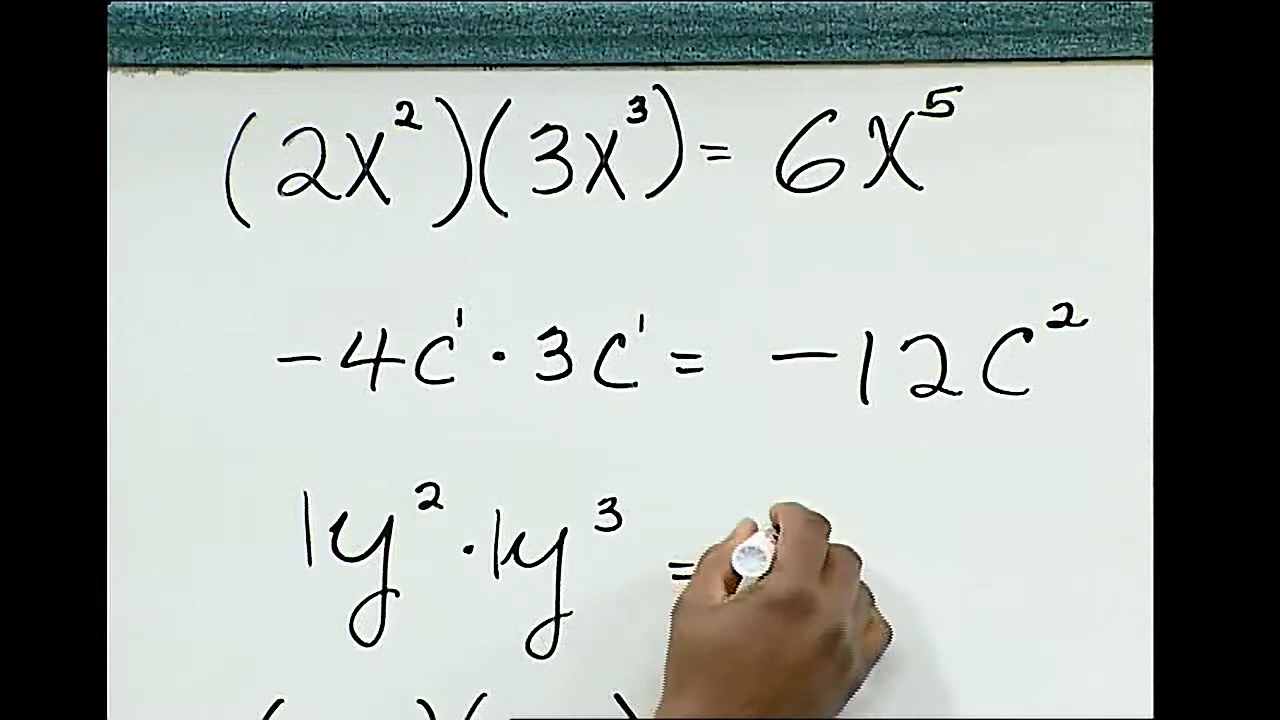 (2x²)(3x³) = 6x⁵
-4c¹ · 3c¹ = -12c²
1y² · 1y³ =